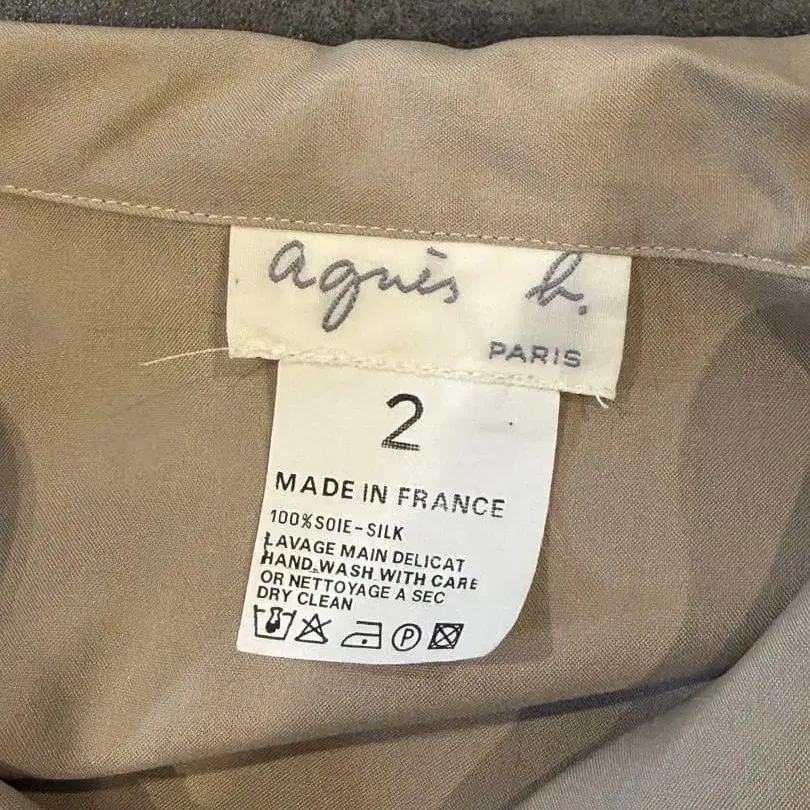 agnès b.
PARIS
2
MADE IN FRANCE
100%SOIE-SILK
LAVAGE MAIN DELICAT
HAND WASH WITH CARE
OR NETTOYAGE A SEC
DRY CLEAN
P